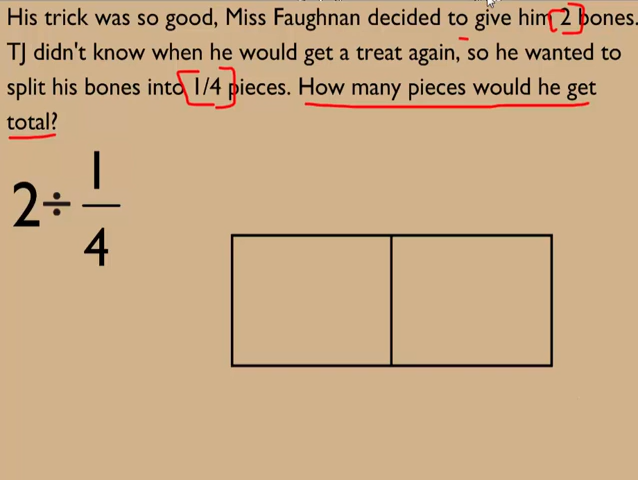 His trick was so good, Miss Faughnan decided to give him 2 bones.
TJ didn't know when he would get a treat again, so he wanted to
split his bones into 1/4 pieces. How many pieces would he get
total?
2 ÷ 1/4